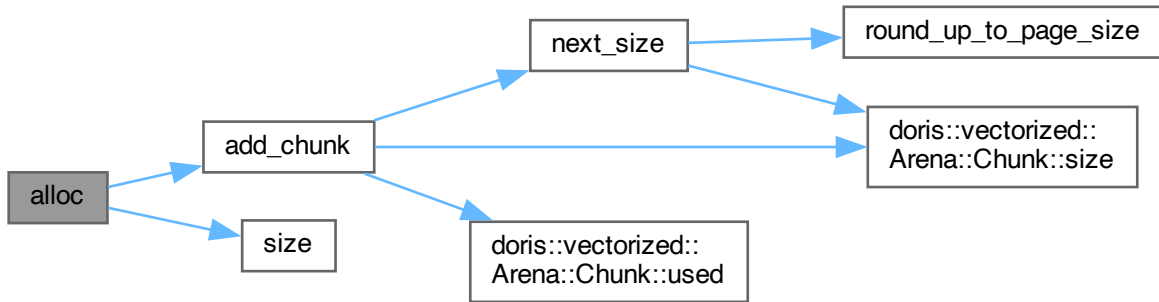 alloc
add_chunk
size
next_size
doris::vectorized::
Arena::Chunk::used
round_up_to_page_size
doris::vectorized::
Arena::Chunk::size